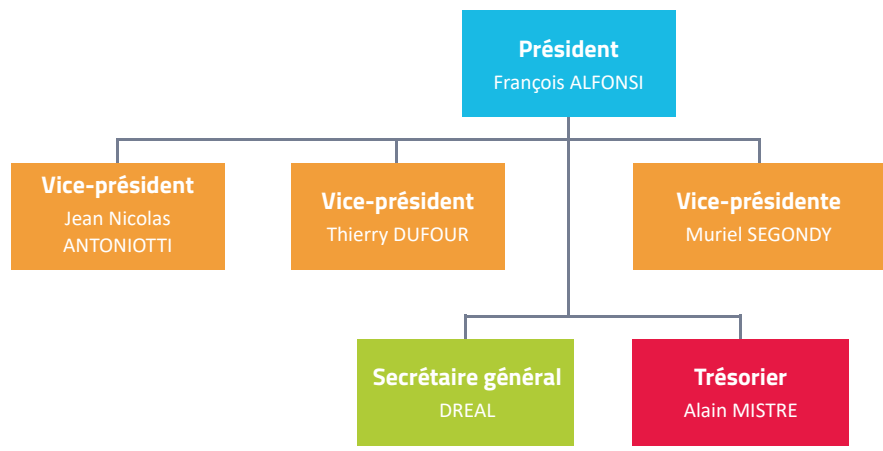 Président
François ALFONSI
Vice-président
Jean Nicolas
ANTONIOTTI
Vice-président
Thierry DUFOUR
Vice-présidente
Muriel SEGONDY
Secrétaire général
DREAL
Trésorier
Alain MISTRE